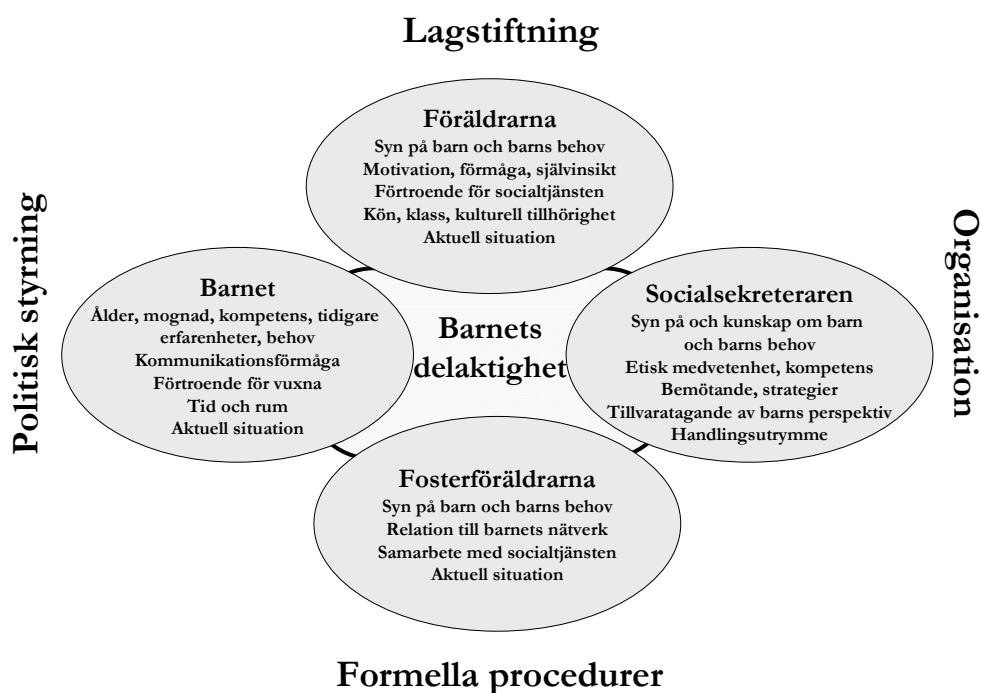 Lagstiftning
Föräldrarna
Syn på barn och barns behov
Motivation, förmåga, självinsikt
Förtroende för socialtjänsten
Kön, klass, kulturell tillhörighet
Aktuell situation
Politisk styrning
Barnet
Ålder, mognad, kompetens, tidigare
erfarenheter, behov
Kommunikationsförmåga
Förtroende för vuxna
Tid och rum
Aktuell situation
Barnets
delaktighet
Socialsekreteraren
Syn på och kunskap om barn
och barns behov
Etisk medvetenhet, kompetens
Bemötande, strategier
Tillvaratagande av barns perspektiv
Handlingsutrymme
Organisation
Fosterföräldrarna
Syn på barn och barns behov
Relation till barnets nätverk
Samarbete med socialtjänsten
Aktuell situation
Formella procedurer